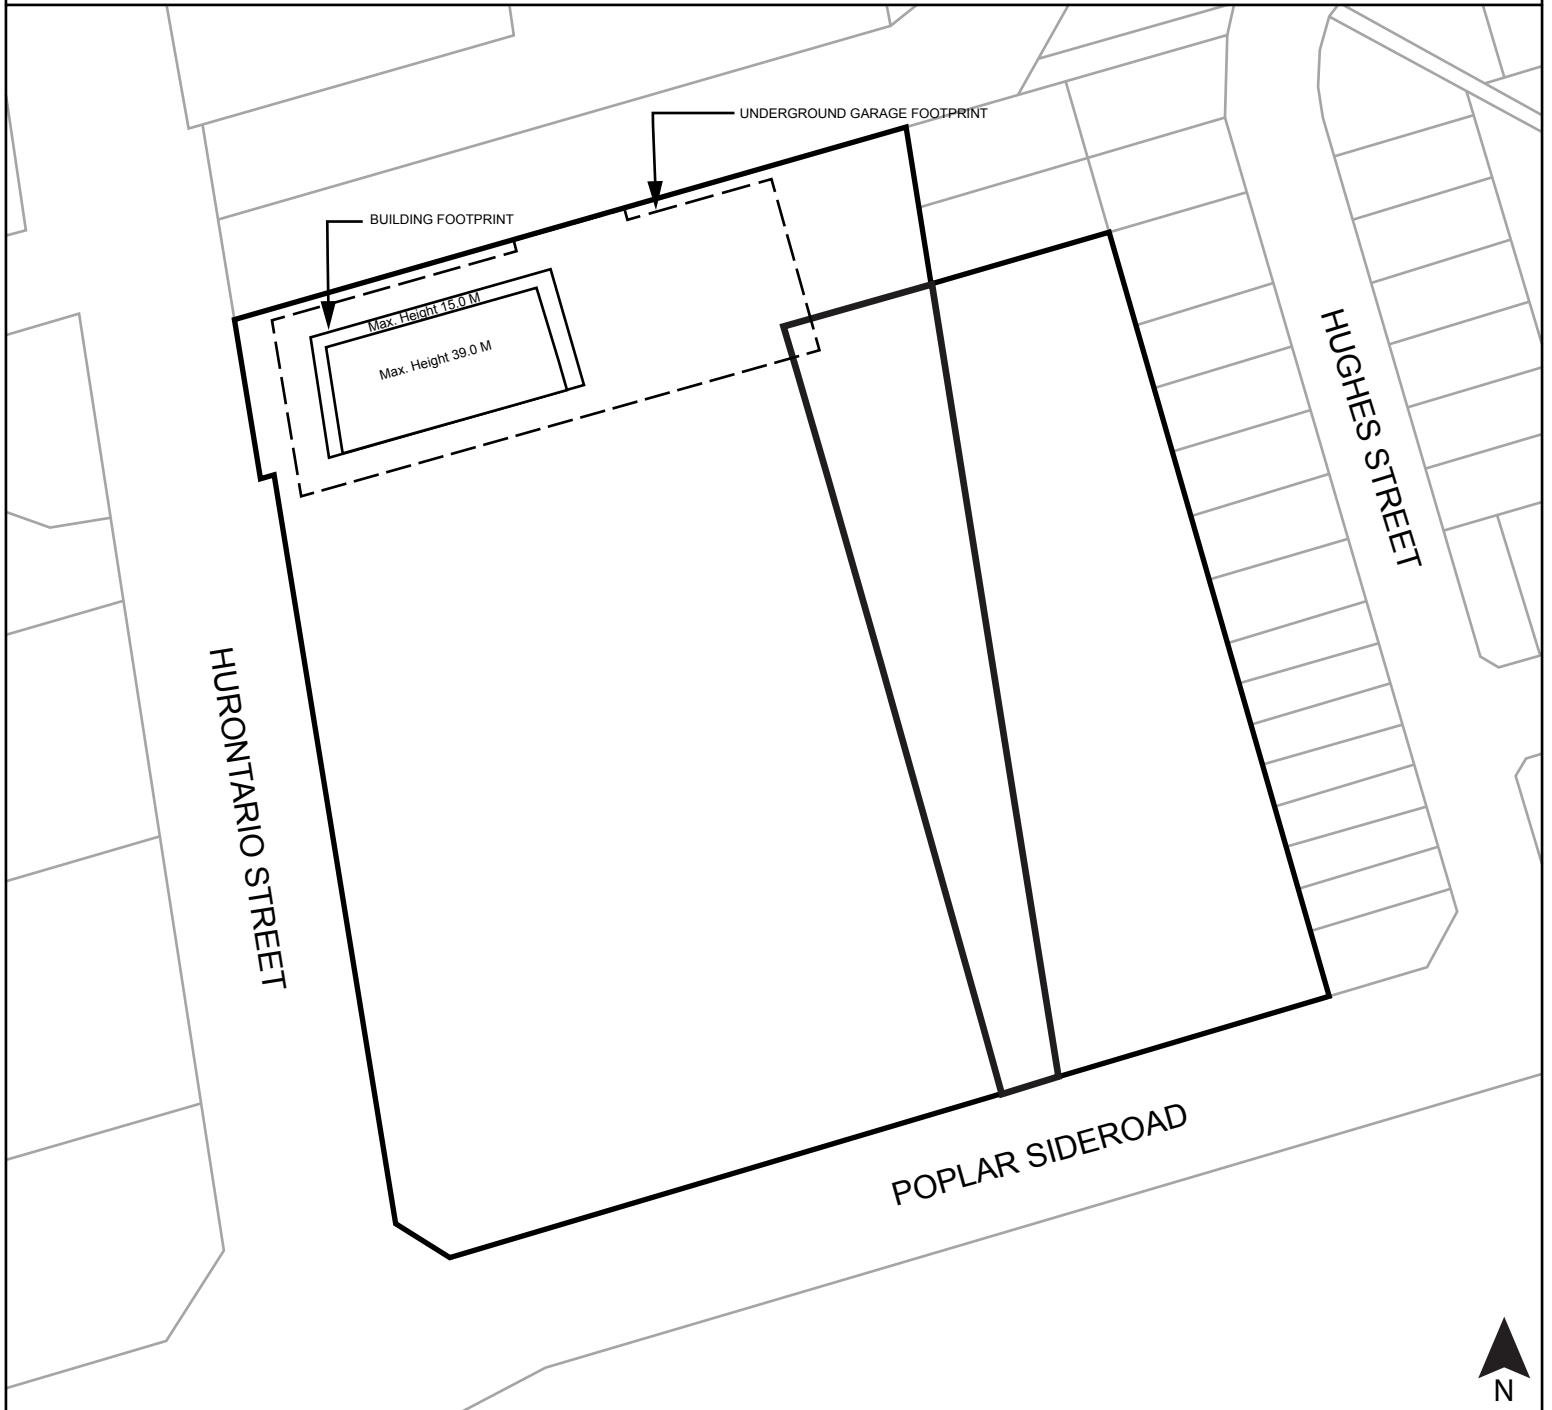 UNDERGROUND GARAGE FOOTPRINT
BUILDING FOOTPRINT
Max. Height 15.0 M
Max. Height 39.0 M
HUGHES STREET
HURONTARIO STREET
POPLAR SIDEROAD
N